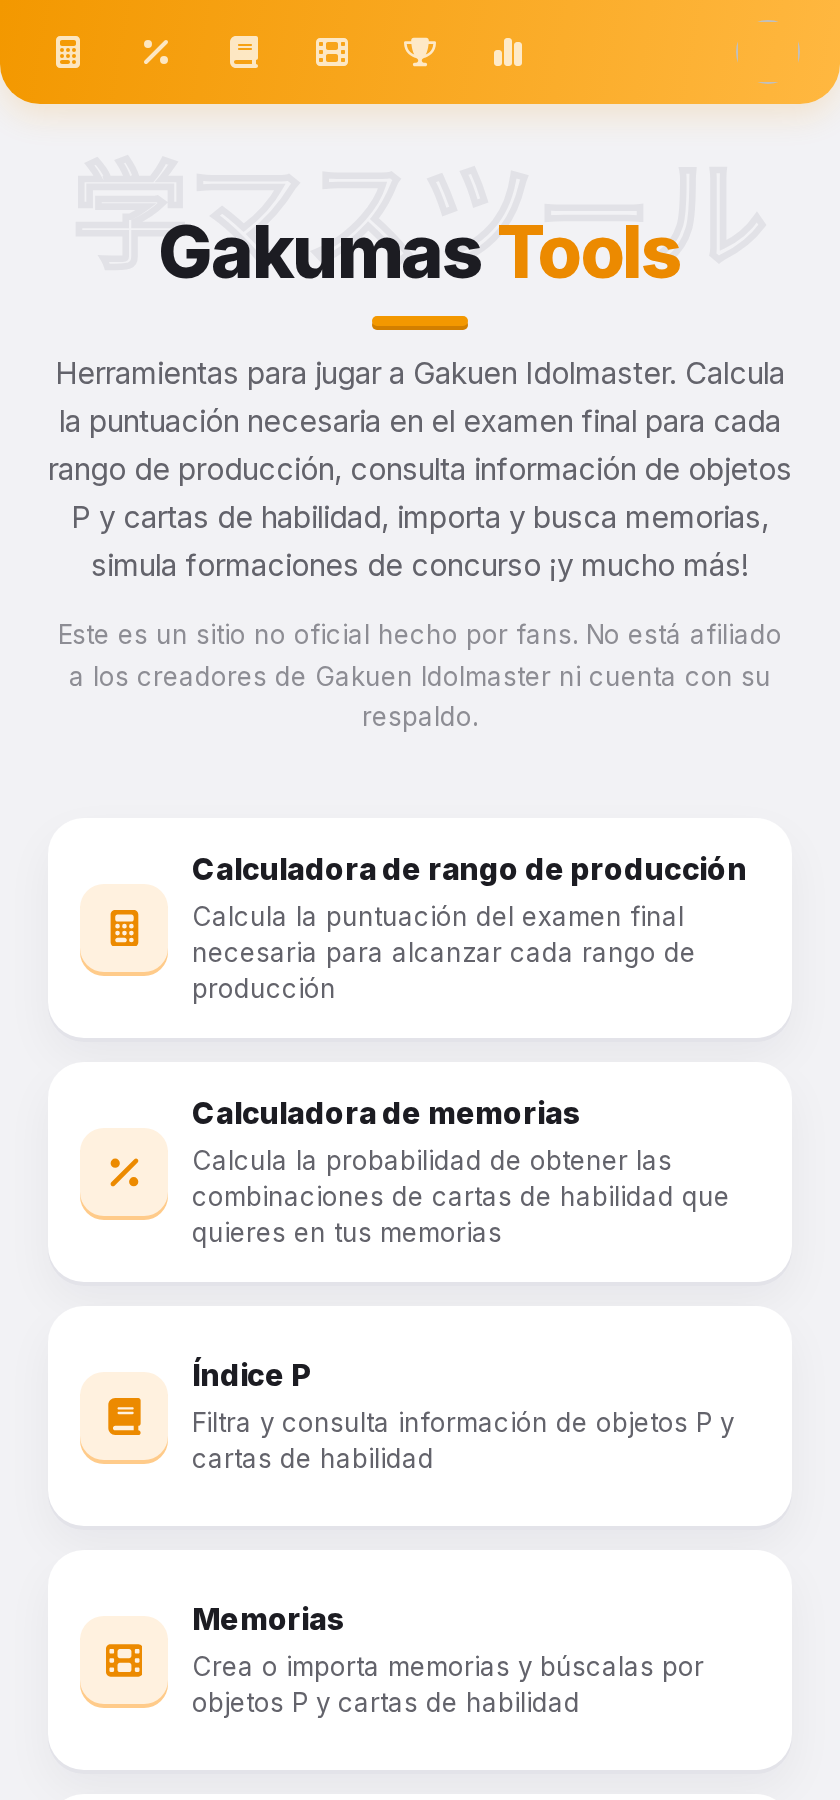 学マスツール
Gakumas Tools
Herramientas para jugar a Gakuen Idolmaster. Calcula
la puntuación necesaria en el examen final para cada
rango de producción, consulta información de objetos
P y cartas de habilidad, importa y busca memorias,
simula formaciones de concurso ¡y mucho más!
Este es un sitio no oficial hecho por fans. No está afiliado
a los creadores de Gakuen Idolmaster ni cuenta con su
respaldo.
Calculadora de rango de producción
Calcula la puntuación del examen final
necesaria para alcanzar cada rango de
producción
Calculadora de memorias
Calcula la probabilidad de obtener las
combinaciones de cartas de habilidad que
quieres en tus memorias
Índice P
Filtra y consulta información de objetos P y
cartas de habilidad
Memorias
Crea o importa memorias y búscalas por
objetos P y cartas de habilidad